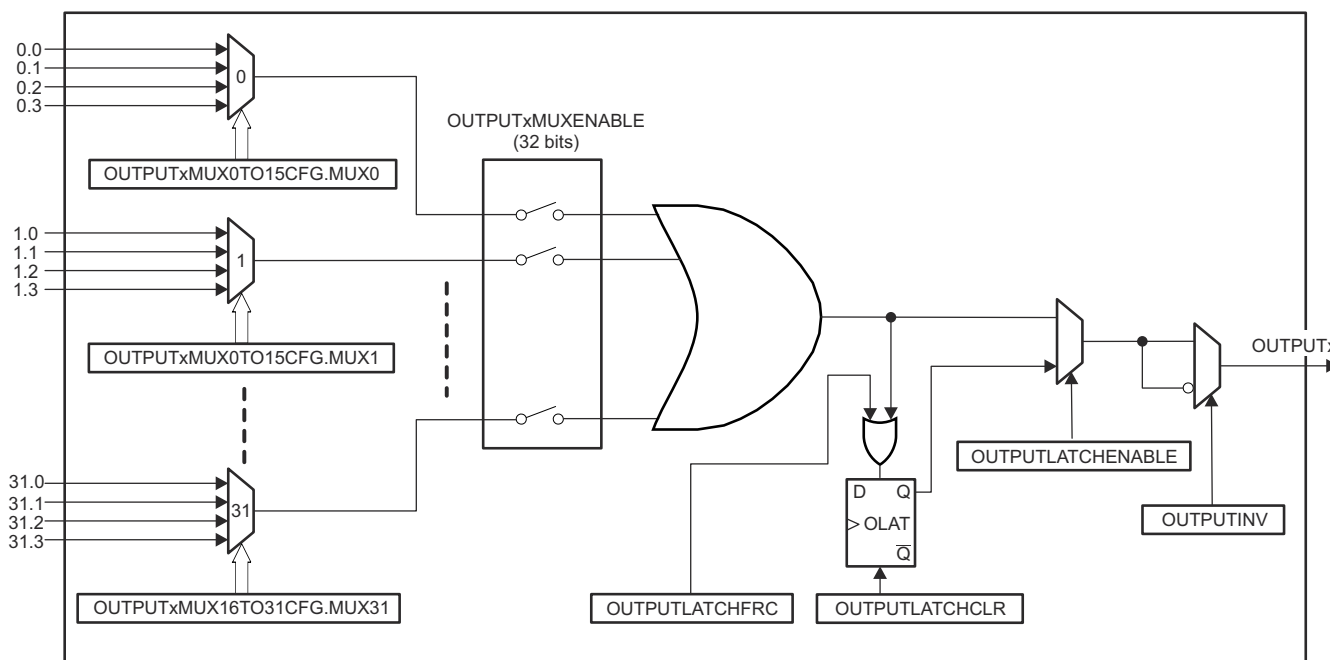 0.0
0.1
0.2
0.3
0
OUTPUTxMUX0TO15CFG.MUX0
OUTPUTxMUXENABLE
(32 bits)
1.0
1.1
1.2
1.3
1
OUTPUTxMUX0TO15CFG.MUX1
31.0
31.1
31.2
31.3
31
OUTPUTxMUX16TO31CFG.MUX31
D Q
OLAT
Q
OUTPUTLATCHFRC
OUTPUTLATCHCLR
OUTPUTLATCHENABLE
OUTPUTINV
OUTPUTx